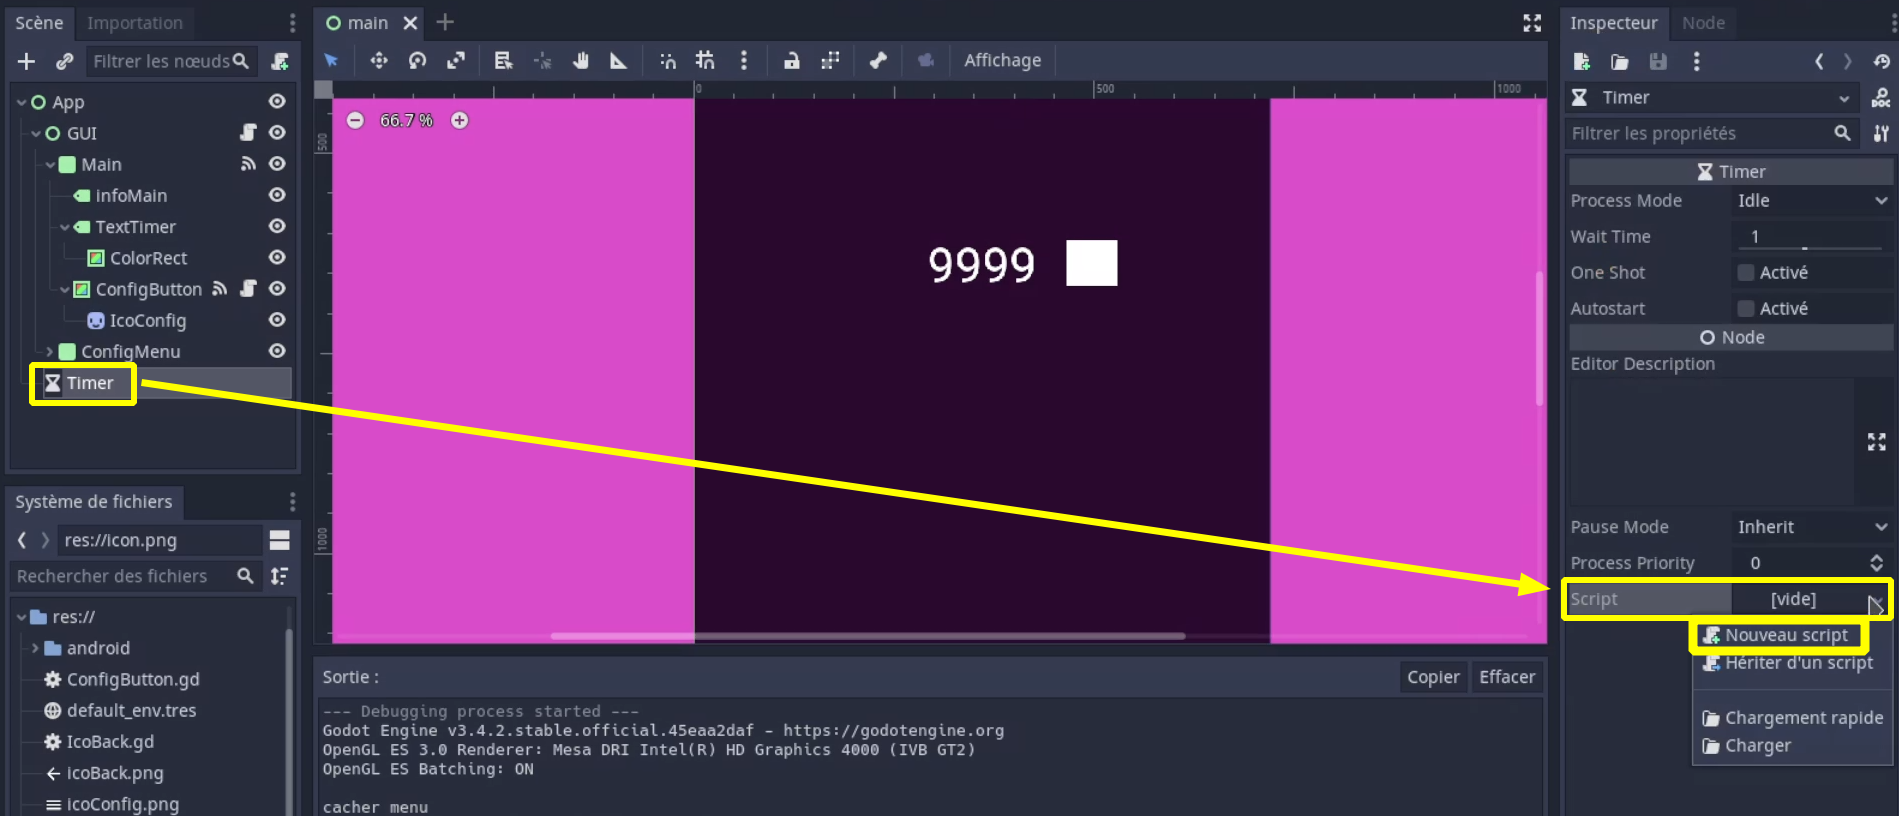 Scène
Importation
Filtrer les nœuds
App
GUI
Main
infoMain
TextTimer
ColorRect
ConfigButton
IcoConfig
ConfigMenu
Timer
Système de fichiers
res://icon.png
Rechercher des fichiers
res://
android
ConfigButton.gd
default_env.tres
IcoBack.gd
icoBack.png
icoConfig.png
main
Affichage
0
500
1000
500
1000
66.7 %
9999
Sortie :
Copier
Effacer
--- Debugging process started ---
Godot Engine v3.4.2.stable.official.45eaa2daf - https://godotengine.org
OpenGL ES 3.0 Renderer: Mesa DRI Intel(R) HD Graphics 4000 (IVB GT2)
OpenGL ES Batching: ON
cacher menu
Inspecteur
Node
Timer
DOC
Filtrer les propriétés
Timer
Process Mode Idle
Wait Time 1
One Shot Activé
Autostart Activé
Node
Editor Description
Pause Mode Inherit
Process Priority 0
Script [vide]
Nouveau script
Hériter d'un script
Chargement rapide
Charger